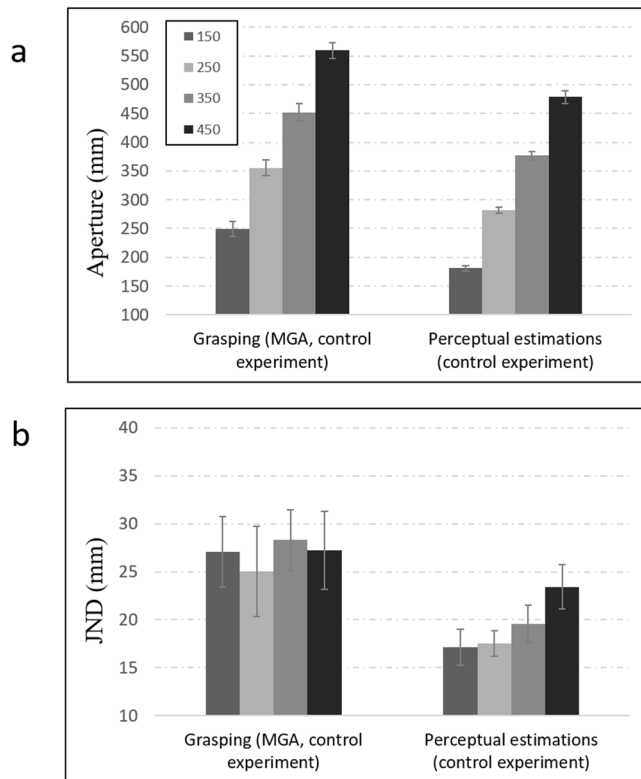 a
600
550
500
450
400
350
300
250
200
150
100
Aperture (mm)
150
250
350
450
Grasping (MGA, control
experiment)
Perceptual estimations
(control experiment)
b
40
35
30
25
20
15
10
JND (mm)
Grasping (MGA, control
experiment)
Perceptual estimations
(control experiment)